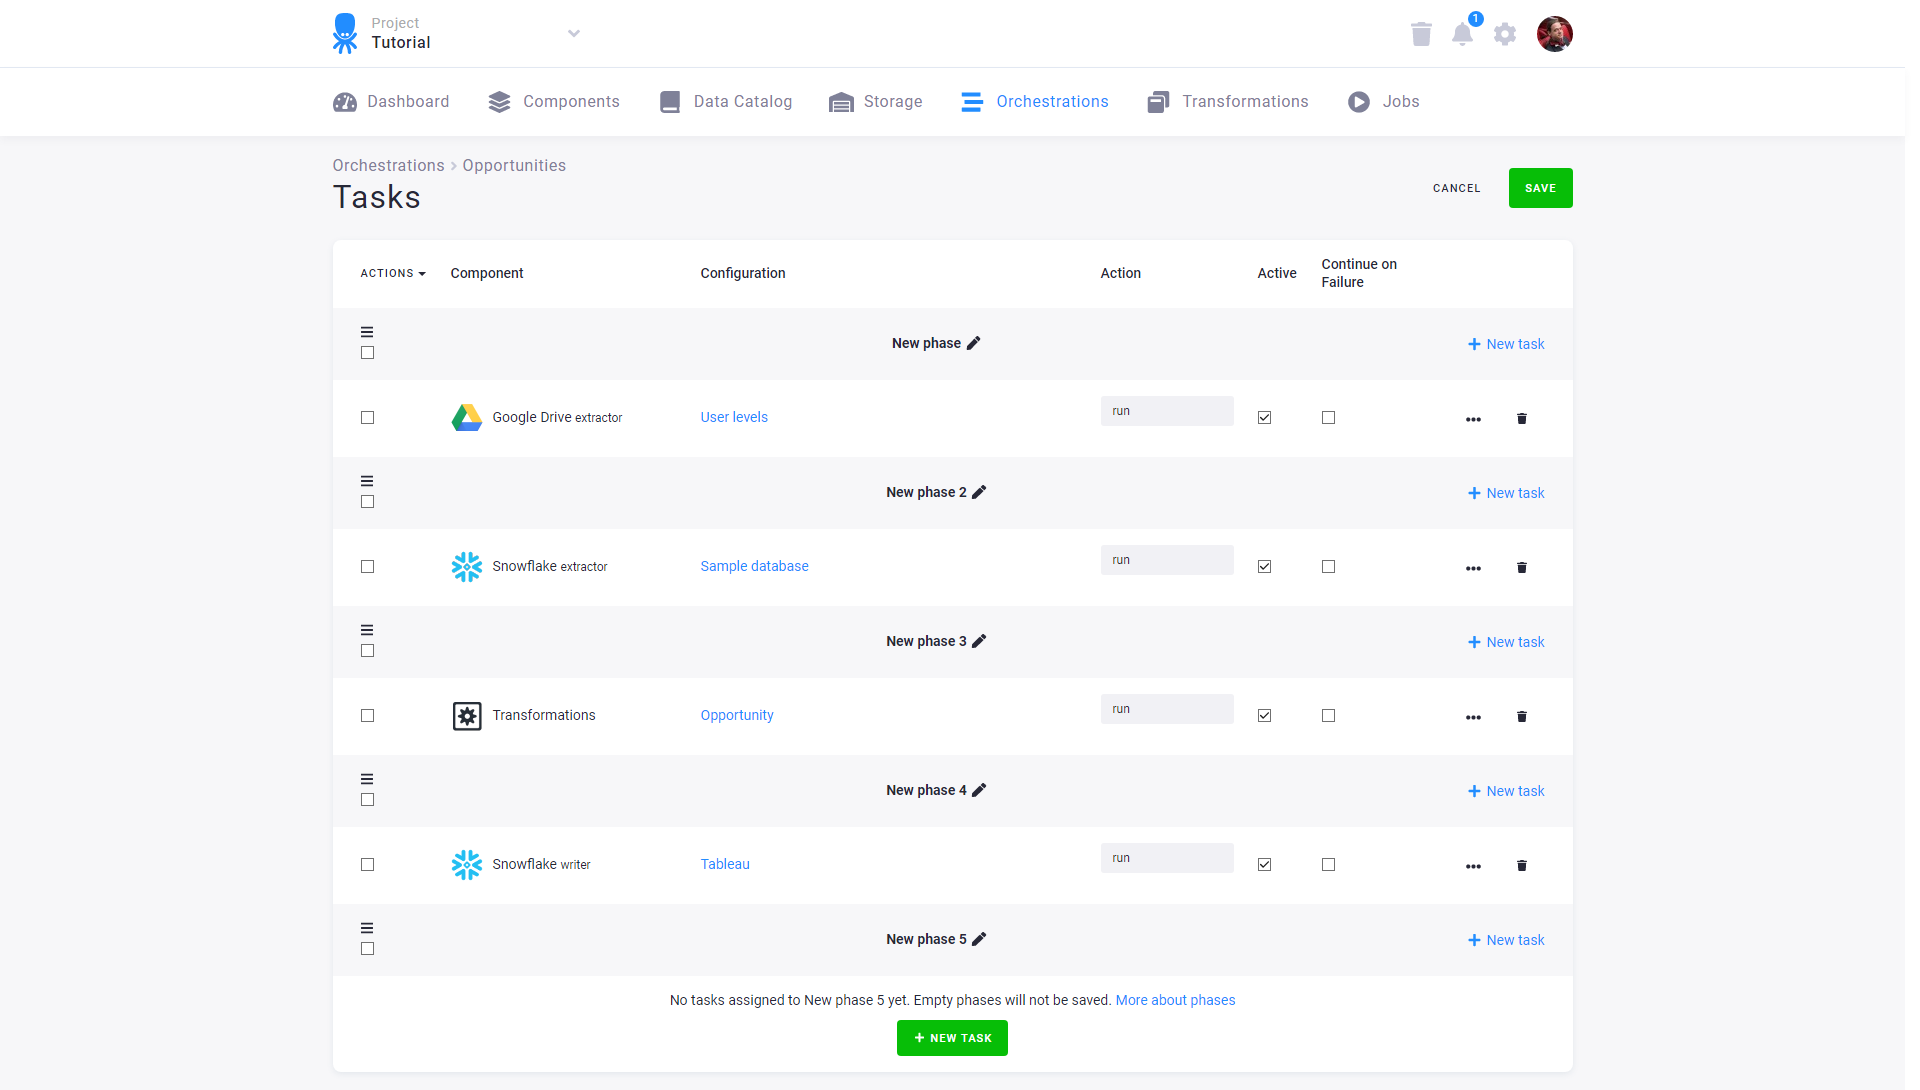 Project
Tutorial
1
Dashboard
Components
Data Catalog
Storage
Orchestrations
Transformations
Jobs
Orchestrations > Opportunities
Tasks
CANCEL
SAVE
ACTIONS Component Configuration Action Active Continue on Failure
New phase
+ New task
Google Drive extractor User levels run
New phase 2
+ New task
Snowflake extractor Sample database run
New phase 3
+ New task
Transformations Opportunity run
New phase 4
+ New task
Snowflake writer Tableau run
New phase 5
+ New task
No tasks assigned to New phase 5 yet. Empty phases will not be saved. More about phases
+ NEW TASK